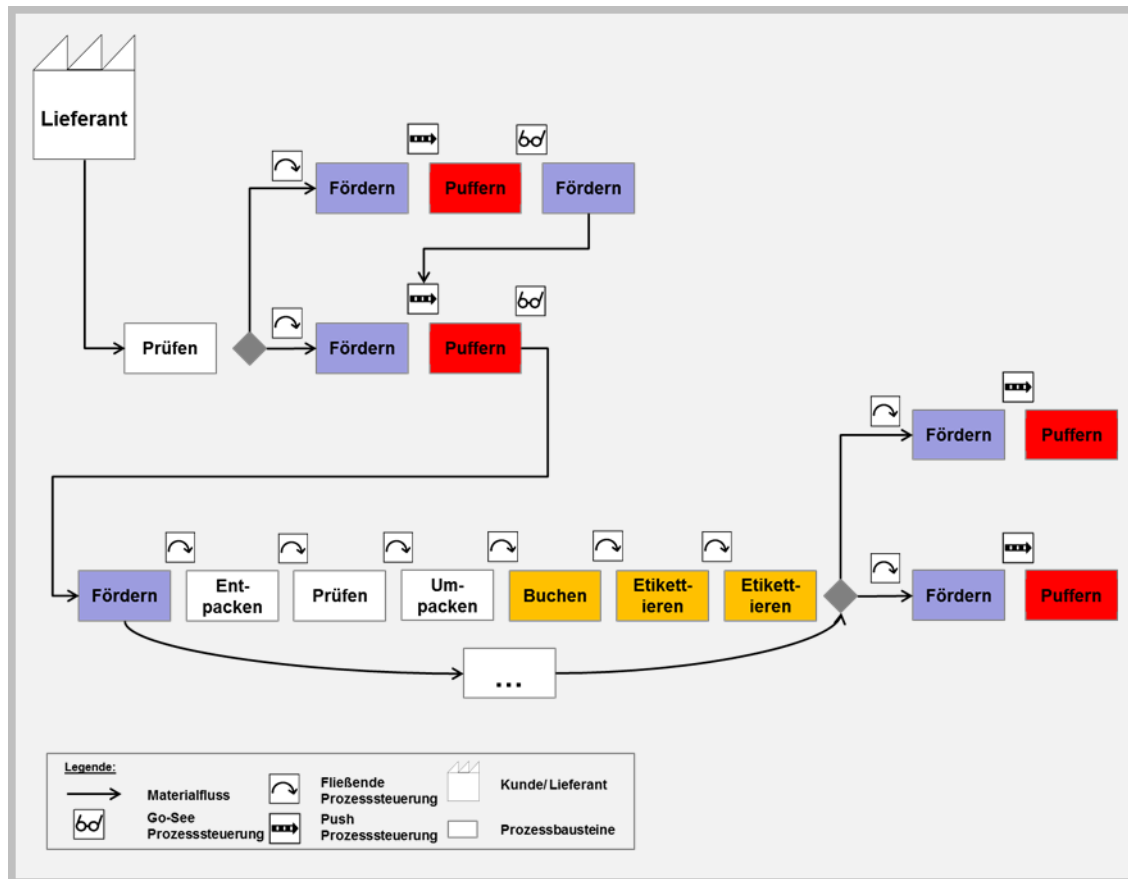 Lieferant
Fördern
Puffern
Fördern
Prüfen
Fördern
Puffern
Fördern
Puffern
Fördern
Ent-
packen
Prüfen
Um-
packen
Buchen
Etikett-
ieren
Etikett-
ieren
Fördern
Puffern
...
Legende:
Materialfluss
Fließende
Prozesssteuerung
Kunde/Lieferant
Go-See
Prozesssteuerung
Push
Prozesssteuerung
Prozessbausteine